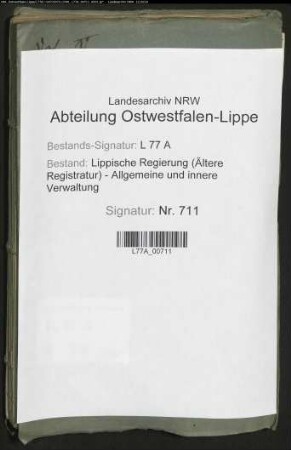 Landesarchiv NRW
Abteilung Ostwestfalen-Lippe
Bestands-Signatur: L 77 A
Bestand: Lippische Regierung (Ältere
Registratur) - Allgemeine und innere
Verwaltung
Signatur: Nr. 711
L77A_00711